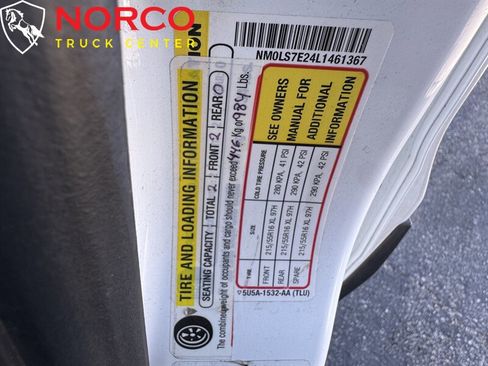 NORCO
TRUCK CENTER
NM0LS7E24L1461367
TIRE AND LOADING INFORMATION
SEATING CAPACITY TOTAL 2 FRONT 2 REAR 0
The combined weight of occupants and cargo should never exceed 446 Kg or 984 Lbs.
TIRE SIZE COLD TIRE PRESSURE
FRONT 215/55R16 XL 97H 280 KPA, 41 PSI
REAR 215/55R16 XL 97H 290 KPA, 42 PSI
SPARE 215/55R16 XL 97H 290 KPA, 42 PSI
SEE OWNERS
MANUAL FOR
ADDITIONAL
INFORMATION
5U5A-1532-AA (TLU)